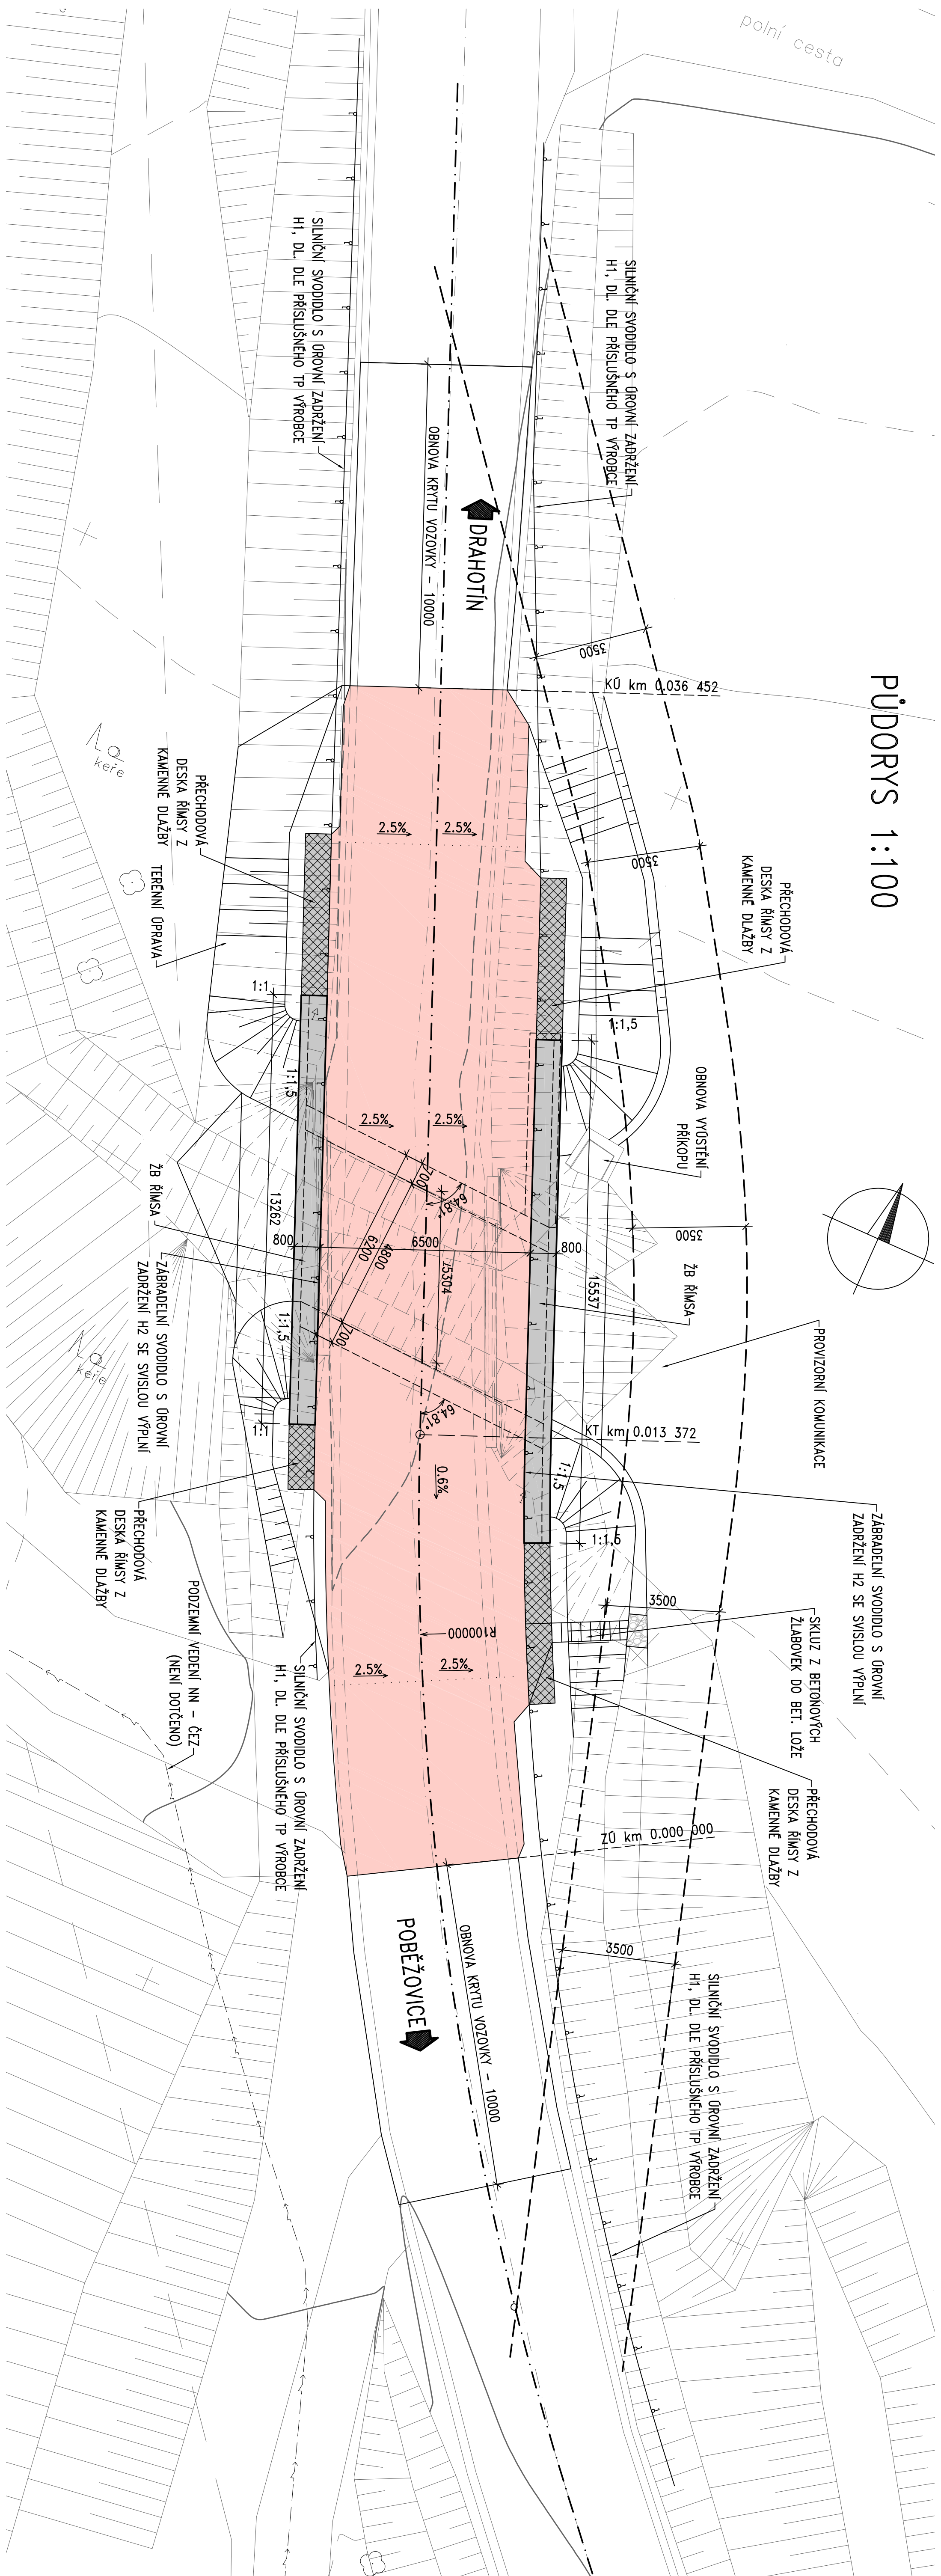 PŮDORYS 1:100
polní cesta
SILNIČNÍ SVODIDLO S ÚROVNÍ ZADRŽENÍ
H1, DL. DLE PŘÍSLUŠNÉHO TP VÝROBCE
SILNIČNÍ SVODIDLO S ÚROVNÍ ZADRŽENÍ
H1, DL. DLE PŘÍSLUŠNÉHO TP VÝROBCE
OBNOVA KRYTU VOZOVKY - 10000
DRAHOTÍN
3500
KÚ km 0.036 452
keře
PŘECHODOVÁ
DESKA ŘÍMSY Z
KAMENNÉ DLAŽBY
TERÉNNÍ ÚPRAVA
2.5%
2.5%
3500
PŘECHODOVÁ
DESKA ŘÍMSY Z
KAMENNÉ DLAŽBY
1:1
1:1,5
1:1,5
OBNOVA VYÚSTĚNÍ
PŘÍKOPU
2.5%
2.5%
700
64.81°
13262
800
6200
4800
6500
15304
800
15537
3500
ŽB ŘÍMSA
ŽB ŘÍMSA
ZÁBRADELNÍ SVODIDLO S ÚROVNÍ
ZADRŽENÍ H2 SE SVISLOU VÝPLNÍ
PROVIZORNÍ KOMUNIKACE
keře
1:1,5
700
64.81°
1:1
KT km 0.013 372
0.6%
1:1,5
1:1,5
ZÁBRADELNÍ SVODIDLO S ÚROVNÍ
ZADRŽENÍ H2 SE SVISLOU VÝPLNÍ
PŘECHODOVÁ
DESKA ŘÍMSY Z
KAMENNÉ DLAŽBY
PODZEMNÍ VEDENÍ NN - ČEZ
(NENÍ DOTČENO)
3500
SKLUZ Z BETONOVÝCH
ŽLABOVEK DO BET. LOŽE
R100000
2.5%
2.5%
SILNIČNÍ SVODIDLO S ÚROVNÍ ZADRŽENÍ
H1, DL. DLE PŘÍSLUŠNÉHO TP VÝROBCE
PŘECHODOVÁ
DESKA ŘÍMSY Z
KAMENNÉ DLAŽBY
ZÚ km 0.000 000
POBĚŽOVICE
OBNOVA KRYTU VOZOVKY - 10000
3500
SILNIČNÍ SVODIDLO S ÚROVNÍ ZADRŽENÍ
H1, DL. DLE PŘÍSLUŠNÉHO TP VÝROBCE